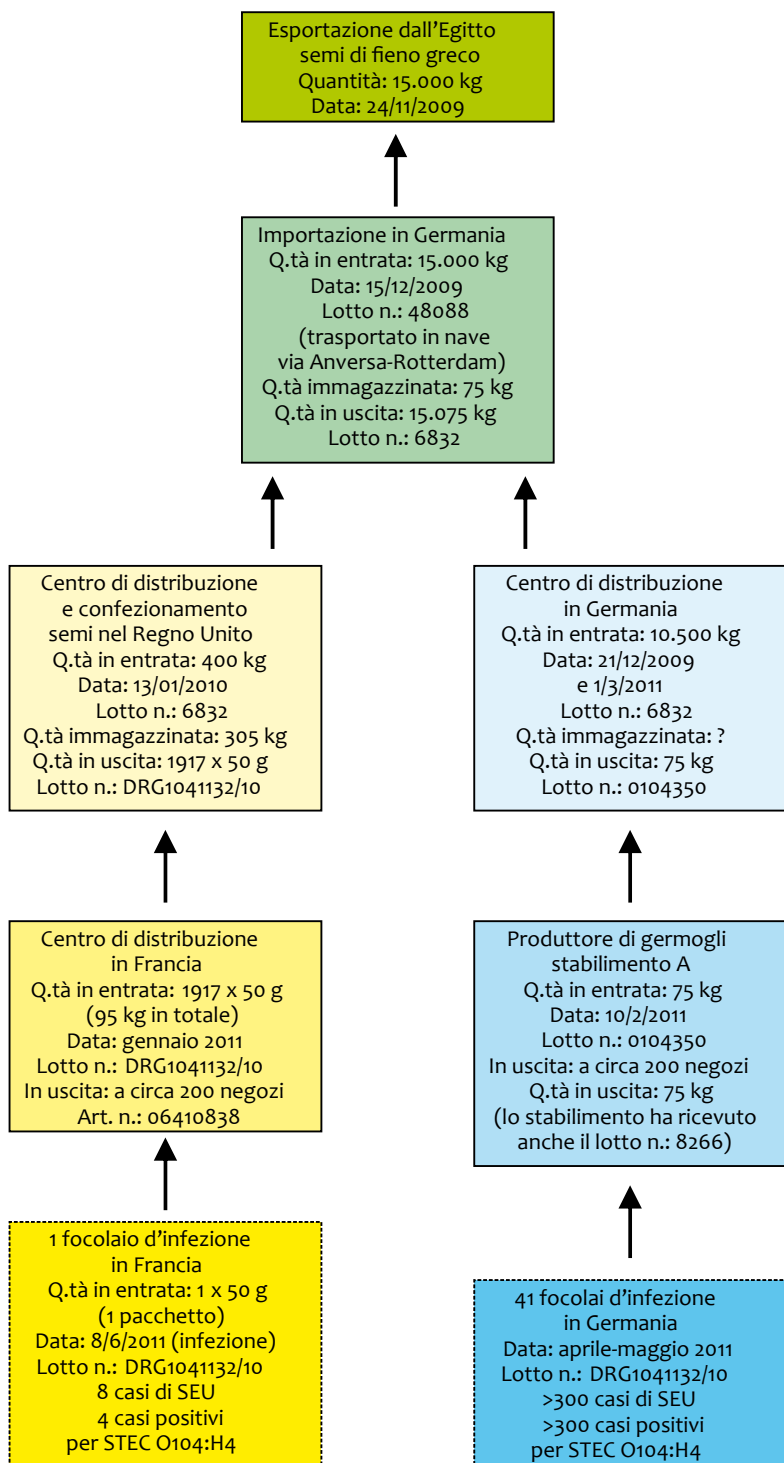 Esportazione dall'Egitto
semi di fieno greco
Quantità: 15.000 kg
Data: 24/11/2009
Importazione in Germania
Q.tà in entrata: 15.000 kg
Data: 15/12/2009
Lotto n.: 48088
(trasportato in nave
via Anversa-Rotterdam)
Q.tà immagazzinata: 75 kg
Q.tà in uscita: 15.075 kg
Lotto n.: 6832
Centro di distribuzione
e confezionamento
semi nel Regno Unito
Q.tà in entrata: 400 kg
Data: 13/01/2010
Lotto n.: 6832
Q.tà immagazzinata: 305 kg
Q.tà in uscita: 1917 x 50 g
Lotto n.: DRG1041132/10
Centro di distribuzione
in Germania
Q.tà in entrata: 10.500 kg
Data: 21/12/2009
e 1/3/2011
Lotto n.: 6832
Q.tà immagazzinata: ?
Q.tà in uscita: 75 kg
Lotto n.: 0104350
Centro di distribuzione
in Francia
Q.tà in entrata: 1917 x 50 g
(95 kg in totale)
Data: gennaio 2011
Lotto n.: DRG1041132/10
In uscita: a circa 200 negozi
Art. n.: 06410838
Produttore di germogli
stabilimento A
Q.tà in entrata: 75 kg
Data: 10/2/2011
Lotto n.: 0104350
In uscita: a circa 200 negozi
Q.tà in uscita: 75 kg
(lo stabilimento ha ricevuto
anche il lotto n.: 8266)
1 focolaio d'infezione
in Francia
Q.tà in entrata: 1 x 50 g
(1 pacchetto)
Data: 8/6/2011 (infezione)
Lotto n.: DRG1041132/10
8 casi di SEU
4 casi positivi
per STEC O104:H4
41 focolai d'infezione
in Germania
Data: aprile-maggio 2011
Lotto n.: DRG1041132/10
>300 casi di SEU
>300 casi positivi
per STEC O104:H4